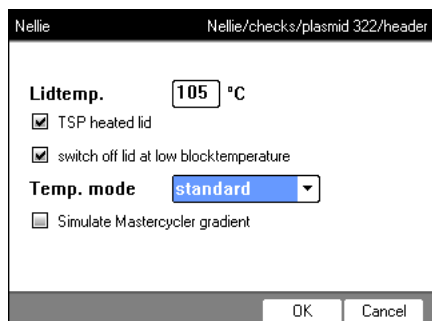 Nellie Nellie/checks/plasmid 322/header
Lidtemp. 105 °C
TSP heated lid
switch off lid at low blocktemperature
Temp. mode standard
Simulate Mastercycler gradient
OK Cancel